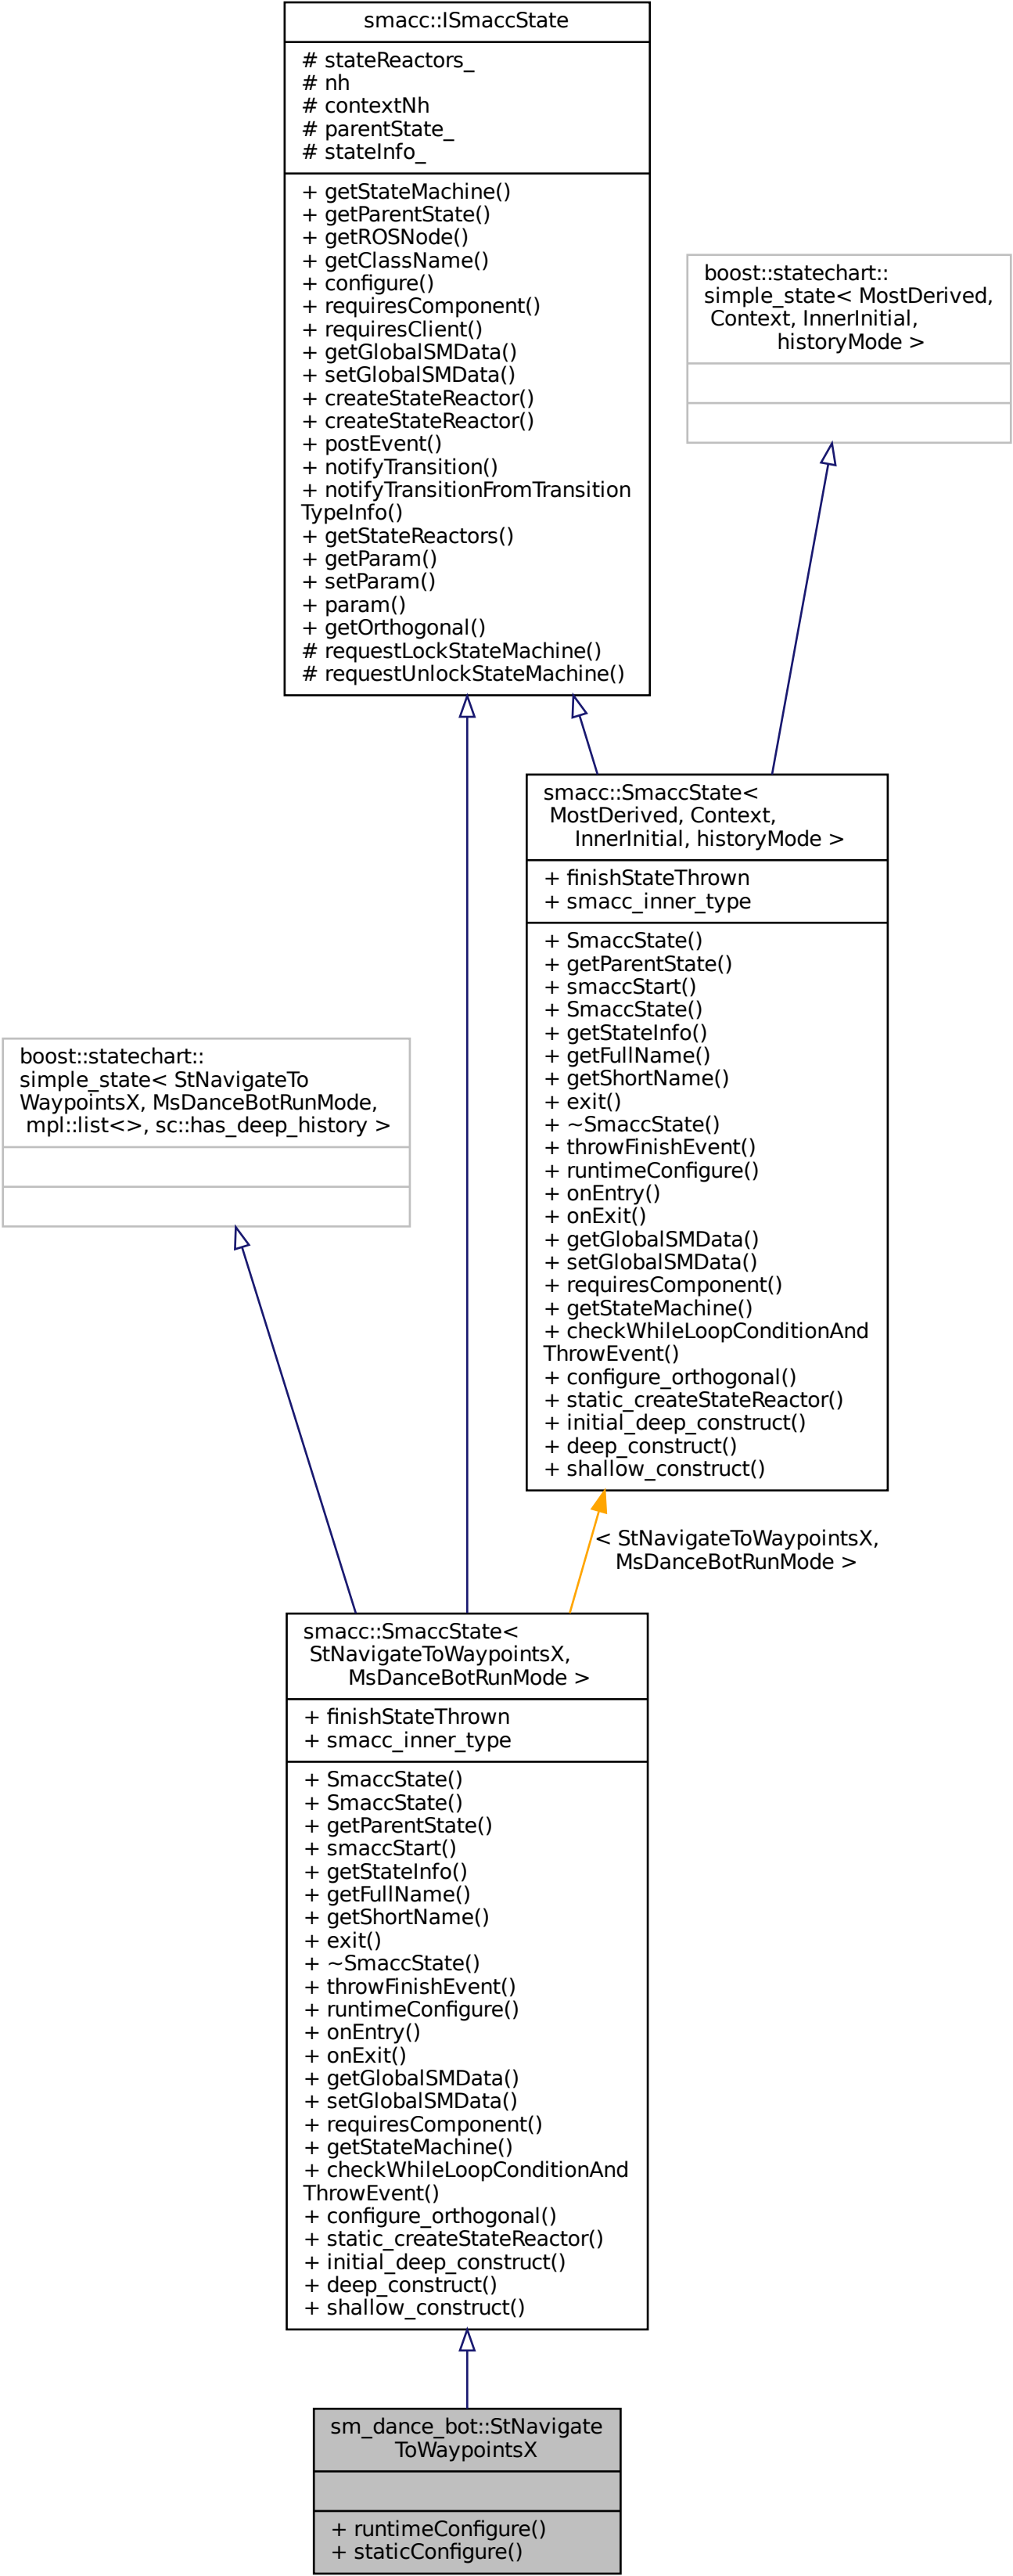 smacc::ISmaccState
# stateReactors_
# nh
# contextNh
# parentState_
# stateInfo_
+ getStateMachine()
+ getParentState()
+ getROSNode()
+ getClassName()
+ configure()
+ requiresComponent()
+ requiresClient()
+ getGlobalSMData()
+ setGlobalSMData()
+ createStateReactor()
+ createStateReactor()
+ postEvent()
+ notifyTransition()
+ notifyTransitionFromTransition
TypeInfo()
+ getStateReactors()
+ getParam()
+ setParam()
+ param()
+ getOrthogonal()
# requestLockStateMachine()
# requestUnlockStateMachine()
boost::statechart::
simple_state< MostDerived,
Context, InnerInitial,
historyMode >
smacc::SmaccState<
MostDerived, Context,
InnerInitial, historyMode >
+ finishStateThrown
+ smacc_inner_type
+ SmaccState()
+ getParentState()
+ smaccStart()
+ SmaccState()
+ getStateInfo()
+ getFullName()
+ getShortName()
+ exit()
+ ~SmaccState()
+ throwFinishEvent()
+ runtimeConfigure()
+ onEntry()
+ onExit()
+ getGlobalSMData()
+ setGlobalSMData()
+ requiresComponent()
+ getStateMachine()
+ checkWhileLoopConditionAnd
ThrowEvent()
+ configure_orthogonal()
+ static_createStateReactor()
+ initial_deep_construct()
+ deep_construct()
+ shallow_construct()
boost::statechart::
simple_state< StNavigateTo
WaypointsX, MsDanceBotRunMode,
mpl::list<>, sc::has_deep_history >
< StNavigateToWaypointsX,
MsDanceBotRunMode >
smacc::SmaccState<
StNavigateToWaypointsX,
MsDanceBotRunMode >
+ finishStateThrown
+ smacc_inner_type
+ SmaccState()
+ SmaccState()
+ getParentState()
+ smaccStart()
+ getStateInfo()
+ getFullName()
+ getShortName()
+ exit()
+ ~SmaccState()
+ throwFinishEvent()
+ runtimeConfigure()
+ onEntry()
+ onExit()
+ getGlobalSMData()
+ setGlobalSMData()
+ requiresComponent()
+ getStateMachine()
+ checkWhileLoopConditionAnd
ThrowEvent()
+ configure_orthogonal()
+ static_createStateReactor()
+ initial_deep_construct()
+ deep_construct()
+ shallow_construct()
sm_dance_bot::StNavigate
ToWaypointsX
+ runtimeConfigure()
+ staticConfigure()